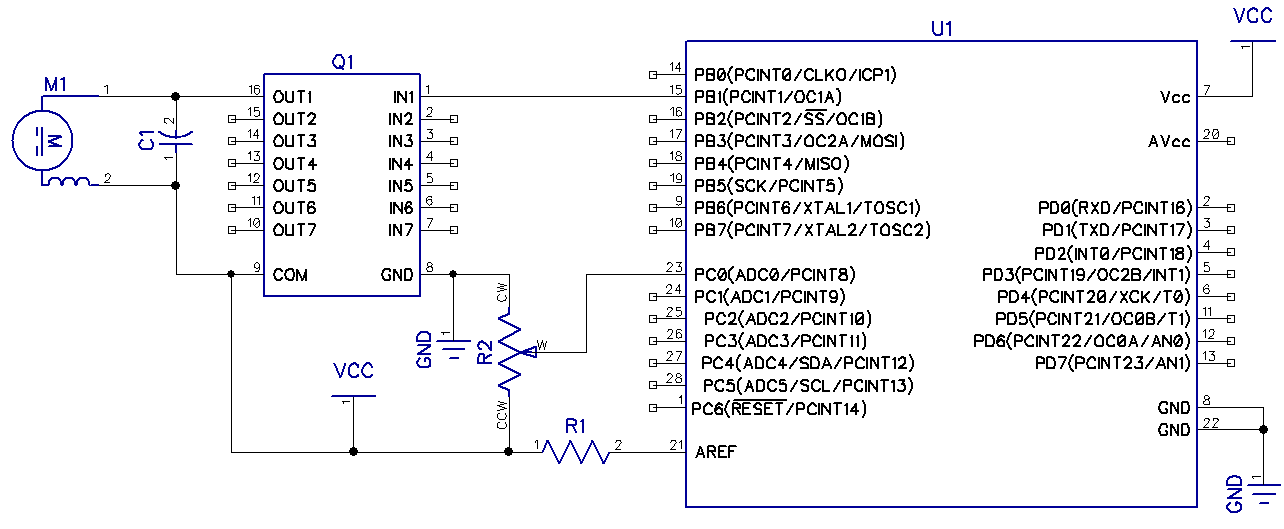 VCC
1
U1
Q1
M1
1
2
C1
2
1
16 OUT1 IN1 1
15 OUT2 IN2 2
14 OUT3 IN3 3
13 OUT4 IN4 4
12 OUT5 IN5 5
11 OUT6 IN6 6
10 OUT7 IN7 7
9 COM GND 8
M
14 PB0(PCINT0/CLKO/ICP1)
15 PB1(PCINT1/OC1A)
16 PB2(PCINT2/SS/OC1B)
17 PB3(PCINT3/OC2A/MOSI)
18 PB4(PCINT4/MISO)
19 PB5(SCK/PCINT5)
9 PB6(PCINT6/XTAL1/TOSC1)
10 PB7(PCINT7/XTAL2/TOSC2)
23 PC0(ADC0/PCINT8)
24 PC1(ADC1/PCINT9)
25 PC2(ADC2/PCINT10)
26 PC3(ADC3/PCINT11)
27 PC4(ADC4/SDA/PCINT12)
28 PC5(ADC5/SCL/PCINT13)
1 PC6(RESET/PCINT14)
21 AREF
Vcc 7
AVcc 20
PD0(RXD/PCINT16) 2
PD1(TXD/PCINT17) 3
PD2(INT0/PCINT18) 4
PD3(PCINT19/OC2B/INT1) 5
PD4(PCINT20/XCK/T0) 6
PD5(PCINT21/OC0B/T1) 11
PD6(PCINT22/OC0A/AN0) 12
PD7(PCINT23/AN1) 13
GND 8
GND 22
GND
1
GND
1
R2
CW
W
CCW
VCC
1
R1
1
2